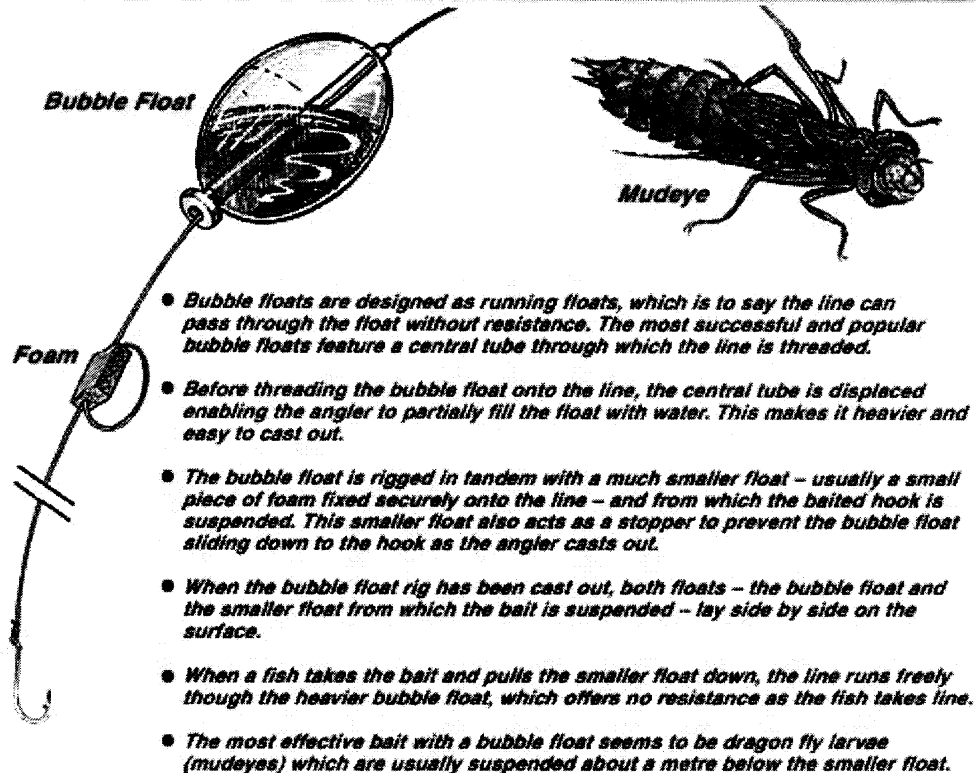 Bubble Float
Mudeye
● Bubble floats are designed as running floats, which is to say the line can
pass through the float without resistance. The most successful and popular
bubble floats feature a central tube through which the line is threaded.
Foam
● Before threading the bubble float onto the line, the central tube is displaced
enabling the angler to partially fill the float with water. This makes it heavier and
easy to cast out.
● The bubble float is rigged in tandem with a much smaller float – usually a small
piece of foam fixed securely onto the line – and from which the baited hook is
suspended. This smaller float also acts as a stopper to prevent the bubble float
sliding down to the hook as the angler casts out.
● When the bubble float rig has been cast out, both floats – the bubble float and
the smaller float from which the bait is suspended – lay side by side on the
surface.
● When a fish takes the bait and pulls the smaller float down, the line runs freely
though the heavier bubble float, which offers no resistance as the fish takes line.
● The most effective bait with a bubble float seems to be dragon fly larvae
(mudeyes) which are usually suspended about a metre below the smaller float.